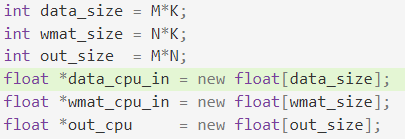 int data_size = M*K;
int wmat_size = N*K;
int out_size  = M*N;
float *data_cpu_in = new float[data_size];
float *wmat_cpu_in = new float[wmat_size];
float *out_cpu     = new float[out_size];